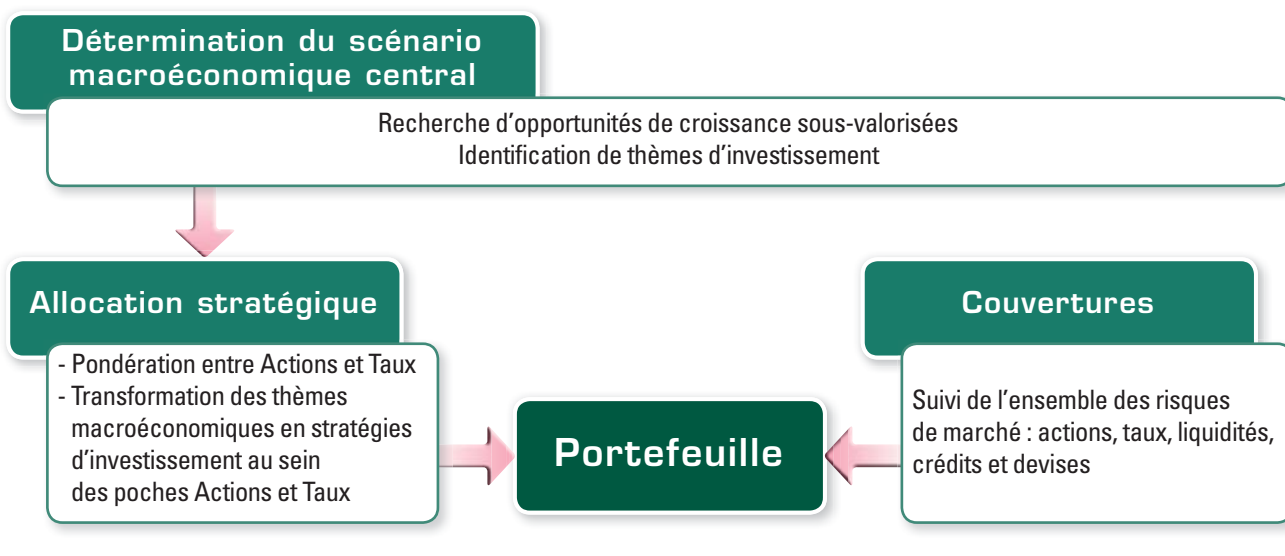 Détermination du scénario
macroéconomique central
Recherche d’opportunités de croissance sous-valorisées
Identification de thèmes d’investissement
Allocation stratégique
- Pondération entre Actions et Taux
- Transformation des thèmes
macroéconomiques en stratégies
d’investissement au sein
des poches Actions et Taux
Portefeuille
Couvertures
Suivi de l’ensemble des risques
de marché : actions, taux, liquidités,
crédits et devises